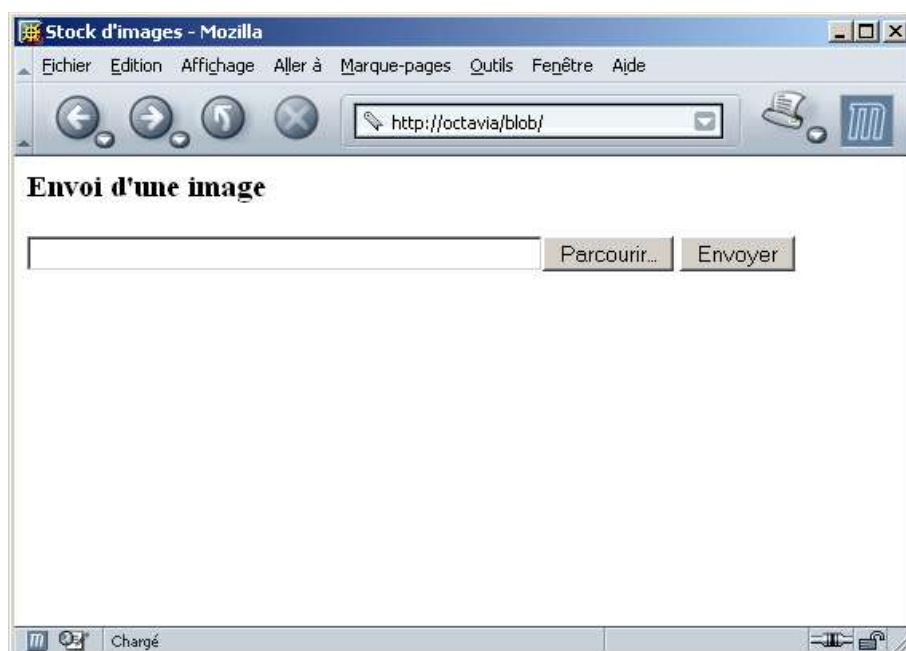 Stock d'images - Mozilla
Fichier Edition Affichage Aller à Marque-pages Outils Fenêtre Aide
http://octavia/blob/
Envoi d'une image
Parcourir... Envoyer
Chargé